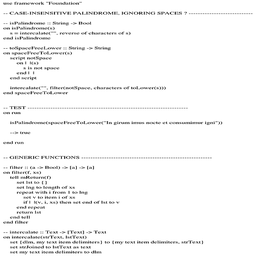 use framework "Foundation"
-- CASE-INSENSITIVE PALINDROME, IGNORING SPACES ? ----------------------------
-- isPalindrome :: String -> Bool
on isPalindrome(s)
s = intercalate("", reverse of characters of s)
end isPalindrome
-- toSpaceFreeLower :: String -> String
on spaceFreeToLower(s)
script notSpace
on |λ|(s)
s is not space
end |λ|
end script
intercalate("", filter(notSpace, characters of toLower(s)))
end spaceFreeToLower
-- TEST ----------------------------------------------------------------------
on run
isPalindrome(spaceFreeToLower("In girum imus nocte et consumimur igni"))
--> true
end run
-- GENERIC FUNCTIONS ---------------------------------------------------------
-- filter :: (a -> Bool) -> [a] -> [a]
on filter(f, xs)
tell mReturn(f)
set lst to {}
set lng to length of xs
repeat with i from 1 to lng
set v to item i of xs
if |λ|(v, i, xs) then set end of lst to v
end repeat
return lst
end tell
end filter
-- intercalate :: Text -> [Text] -> Text
on intercalate(strText, lstText)
set {dlm, my text item delimiters} to {my text item delimiters, strText}
set strJoined to lstText as text
set my text item delimiters to dlm